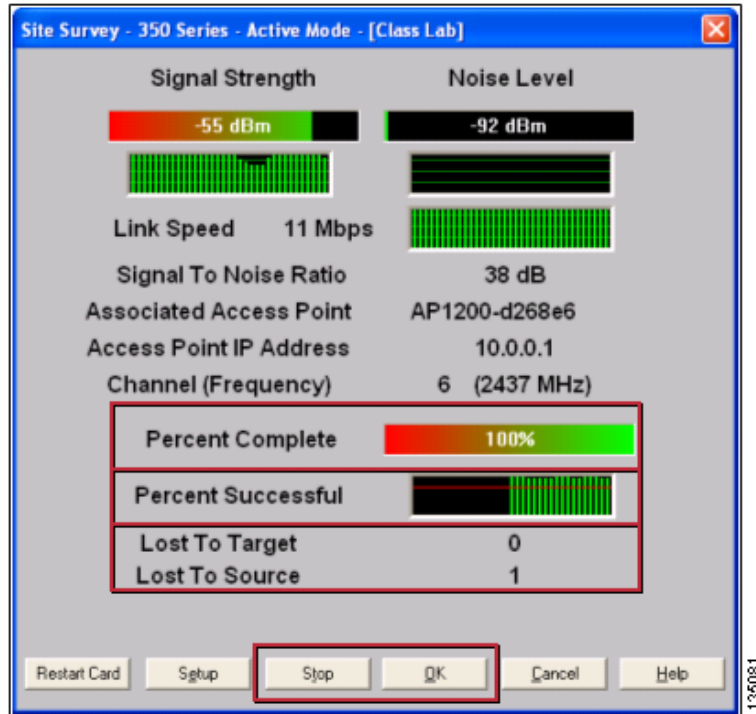 Site Survey - 350 Series - Active Mode - [Class Lab]
Signal Strength Noise Level
-55 dBm -92 dBm
Link Speed 11 Mbps
Signal To Noise Ratio 38 dB
Associated Access Point AP1200-d268e6
Access Point IP Address 10.0.0.1
Channel (Frequency) 6 (2437 MHz)
Percent Complete 100%
Percent Successful
Lost To Target 0
Lost To Source 1
Restart Card Setup Stop OK Cancel Help
135081